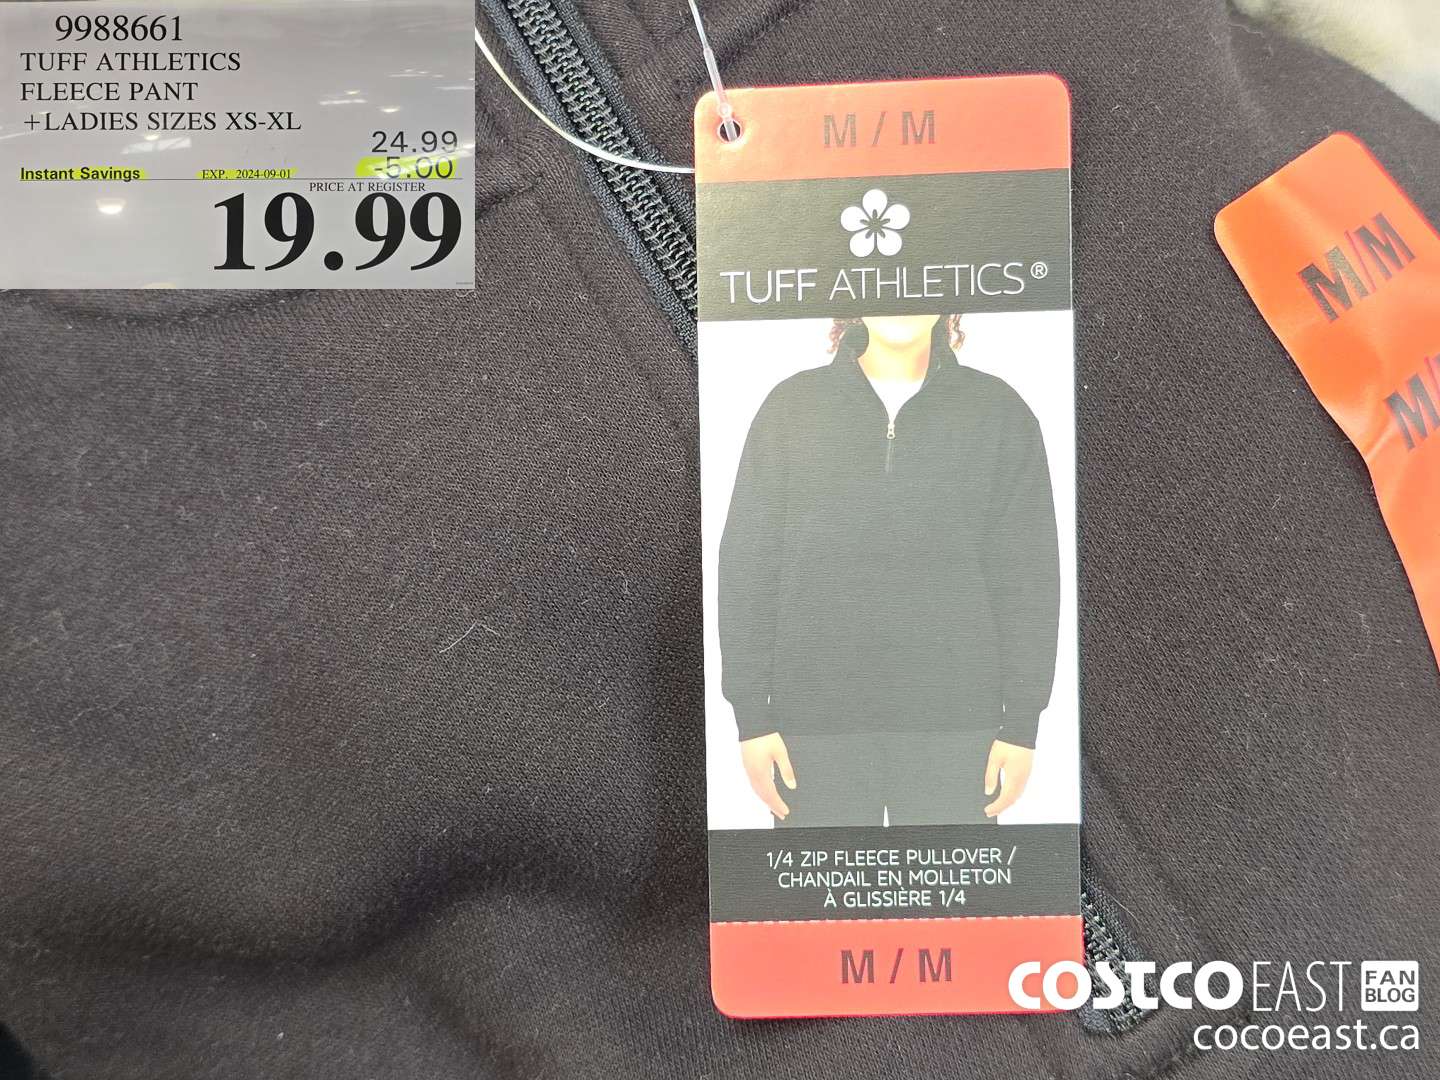 9988661
TUFF ATHLETICS
FLEECE PANT
+LADIES SIZES XS-XL
24.99
-5.00
Instant Savings
EXP. 2024-09-01
PRICE AT REGISTER
19.99
M / M
TUFF ATHLETICS®
1/4 ZIP FLEECE PULLOVER /
CHANDAIL EN MOLLETON
À GLISSIÈRE 1/4
M / M
M/M
M/
COSTCO EAST FAN BLOG
cocoeast.ca